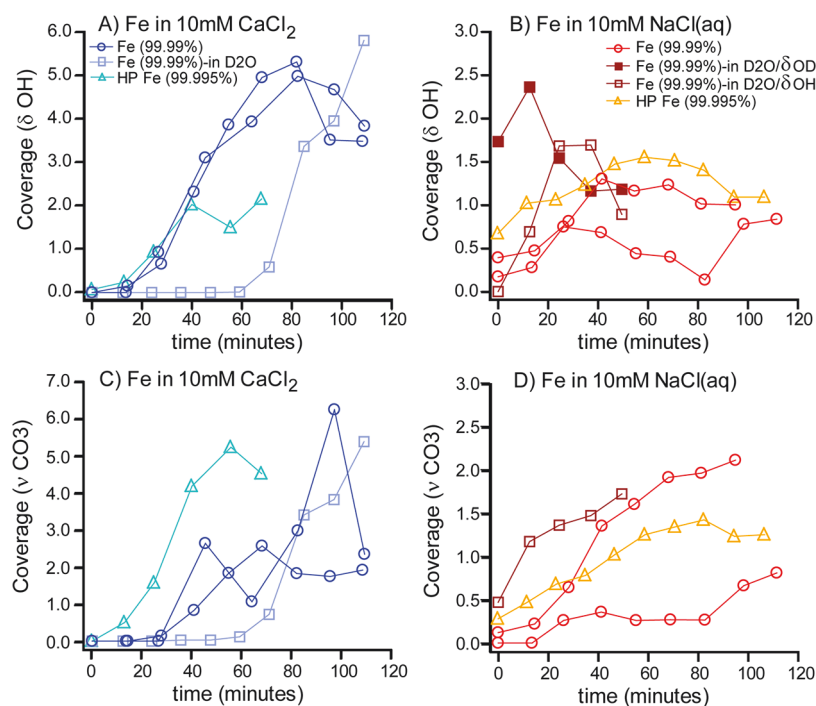 A) Fe in 10mM CaCl2
Fe (99.99%)
Fe (99.99%)-in D2O
HP Fe (99.995%)
Coverage (δ OH)
6.0
5.0
4.0
3.0
2.0
1.0
0.0
0 20 40 60 80 100 120
time (minutes)
B) Fe in 10mM NaCl(aq)
Fe (99.99%)
Fe (99.99%)-in D2O/δOD
Fe (99.99%)-in D2O/δOH
HP Fe (99.995%)
Coverage (δ OH)
3.0
2.5
2.0
1.5
1.0
0.5
0.0
0 20 40 60 80 100 120
time (minutes)
C) Fe in 10mM CaCl2
Coverage (ν CO3)
7.0
6.0
5.0
4.0
3.0
2.0
1.0
0.0
0 20 40 60 80 100 120
time (minutes)
D) Fe in 10mM NaCl(aq)
Coverage (ν CO3)
3.0
2.5
2.0
1.5
1.0
0.5
0.0
0 20 40 60 80 100 120
time (minutes)